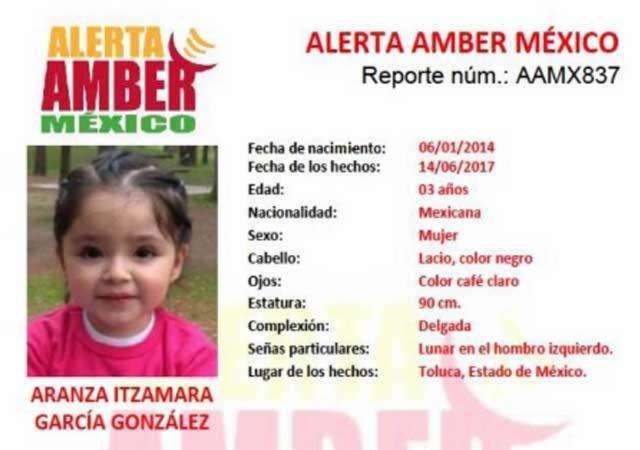 ALERTA
AMBER
MÉXICO
ALERTA AMBER MÉXICO
Reporte núm.: AAMX837
Fecha de nacimiento: 06/01/2014
Fecha de los hechos: 14/06/2017
Edad: 03 años
Nacionalidad: Mexicana
Sexo: Mujer
Cabello: Lacio, color negro
Ojos: Color café claro
Estatura: 90 cm.
Complexión: Delgada
Señas particulares: Lunar en el hombro izquierdo.
Lugar de los hechos: Toluca, Estado de México.
ARANZA ITZAMARA
GARCÍA GONZÁLEZ
ALERTA
AMBER